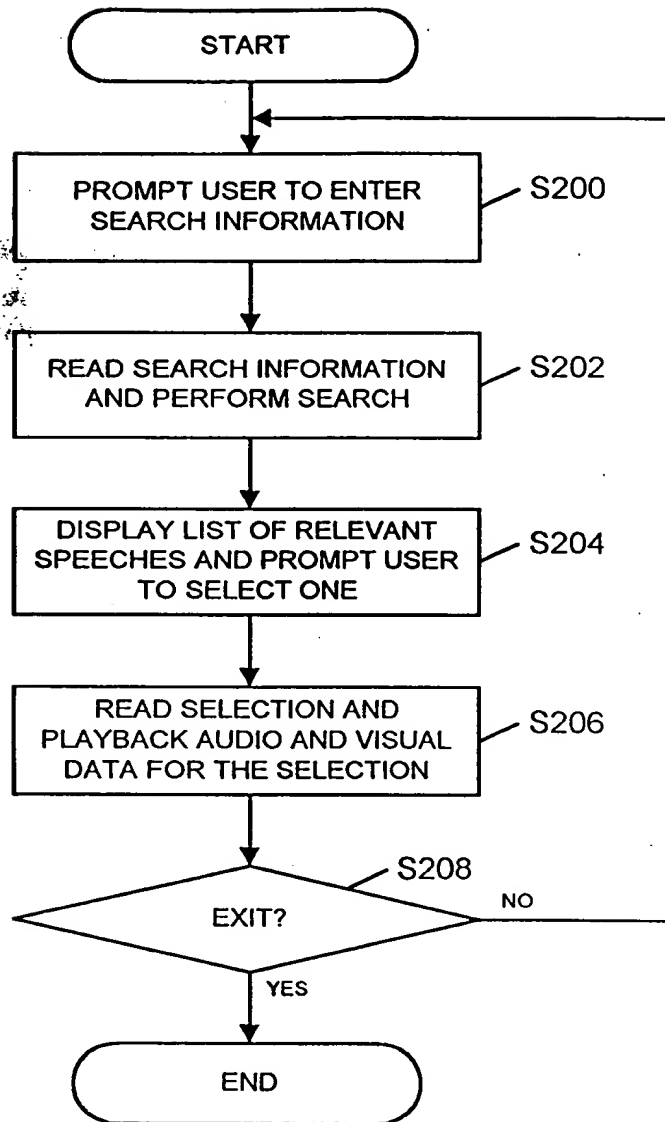 START
PROMPT USER TO ENTER
SEARCH INFORMATION
S200
READ SEARCH INFORMATION
AND PERFORM SEARCH
S202
DISPLAY LIST OF RELEVANT
SPEECHES AND PROMPT USER
TO SELECT ONE
S204
READ SELECTION AND
PLAYBACK AUDIO AND VISUAL
DATA FOR THE SELECTION
S206
S208
EXIT?
NO
YES
END